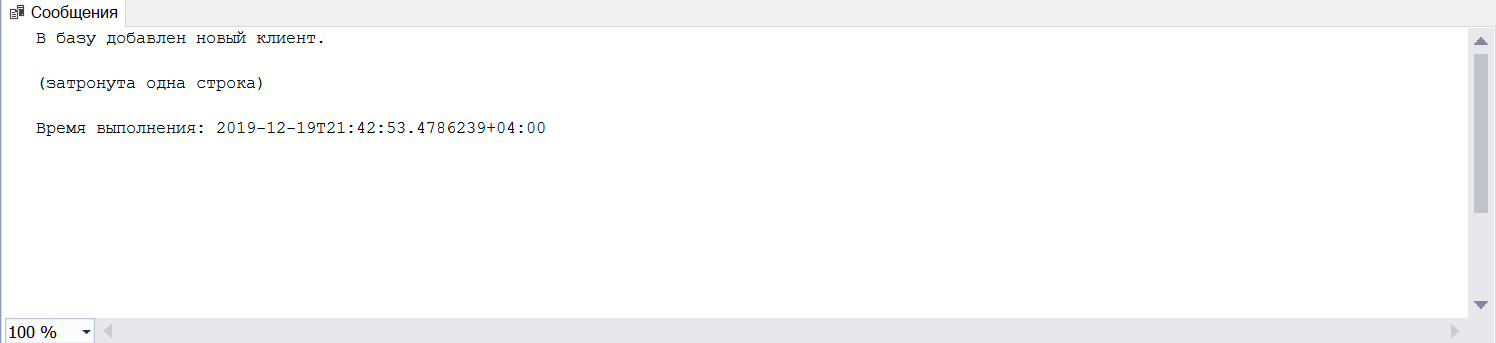 Сообщения
В базу добавлен новый клиент.
(затронута одна строка)
Время выполнения: 2019-12-19T21:42:53.4786239+04:00
100 %